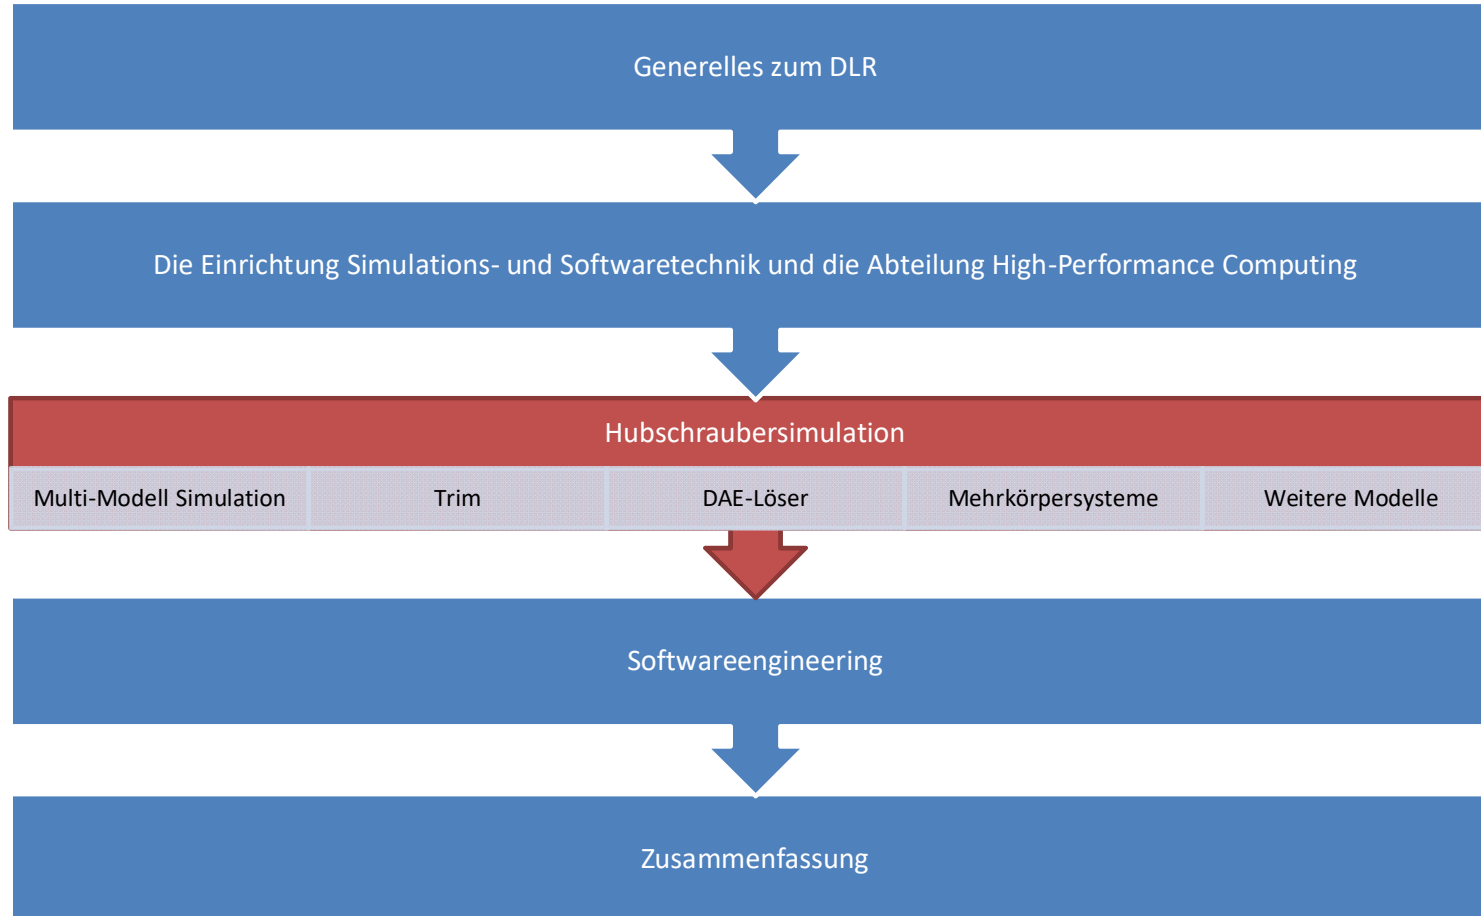 Generelles zum DLR
Die Einrichtung Simulations- und Softwaretechnik und die Abteilung High-Performance Computing
Hubschraubersimulation
Multi-Modell Simulation
Trim
DAE-Löser
Mehrkörpersysteme
Weitere Modelle
Softwareengineering
Zusammenfassung